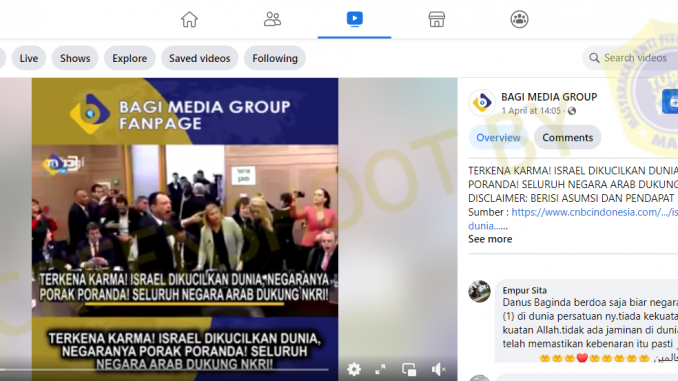 Live
Shows
Explore
Saved videos
Following
Search videos
BAGI MEDIA GROUP
FANPAGE
TERKENA KARMA! ISRAEL DIKUCILKAN DUNIA, NEGARANYA
PORAK PORANDA! SELURUH NEGARA ARAB DUKUNG NKRI!
TERKENA KARMA! ISRAEL DIKUCILKAN DUNIA,
NEGARANYA PORAK PORANDA! SELURUH
NEGARA ARAB DUKUNG NKRI!
BAGI MEDIA GROUP
1 April at 14:05
Overview
Comments
TERKENA KARMA! ISRAEL DIKUCILKAN DUNIA
PORANDA! SELURUH NEGARA ARAB DUKUNG
DISCLAIMER: BERISI ASUMSI DAN PENDAPAT
Sumber : https://www.cnbcindonesia.com/.../is
dunia......
See more
Empur Sita
Danus Baginda berdoa saja biar negara
(1) di dunia persatuan ny.tiada kekuata
kuatan Allah.tidak ada jaminan di dunia
telah memastikan kebenaran itu pasti
SCREENSHOOT BY